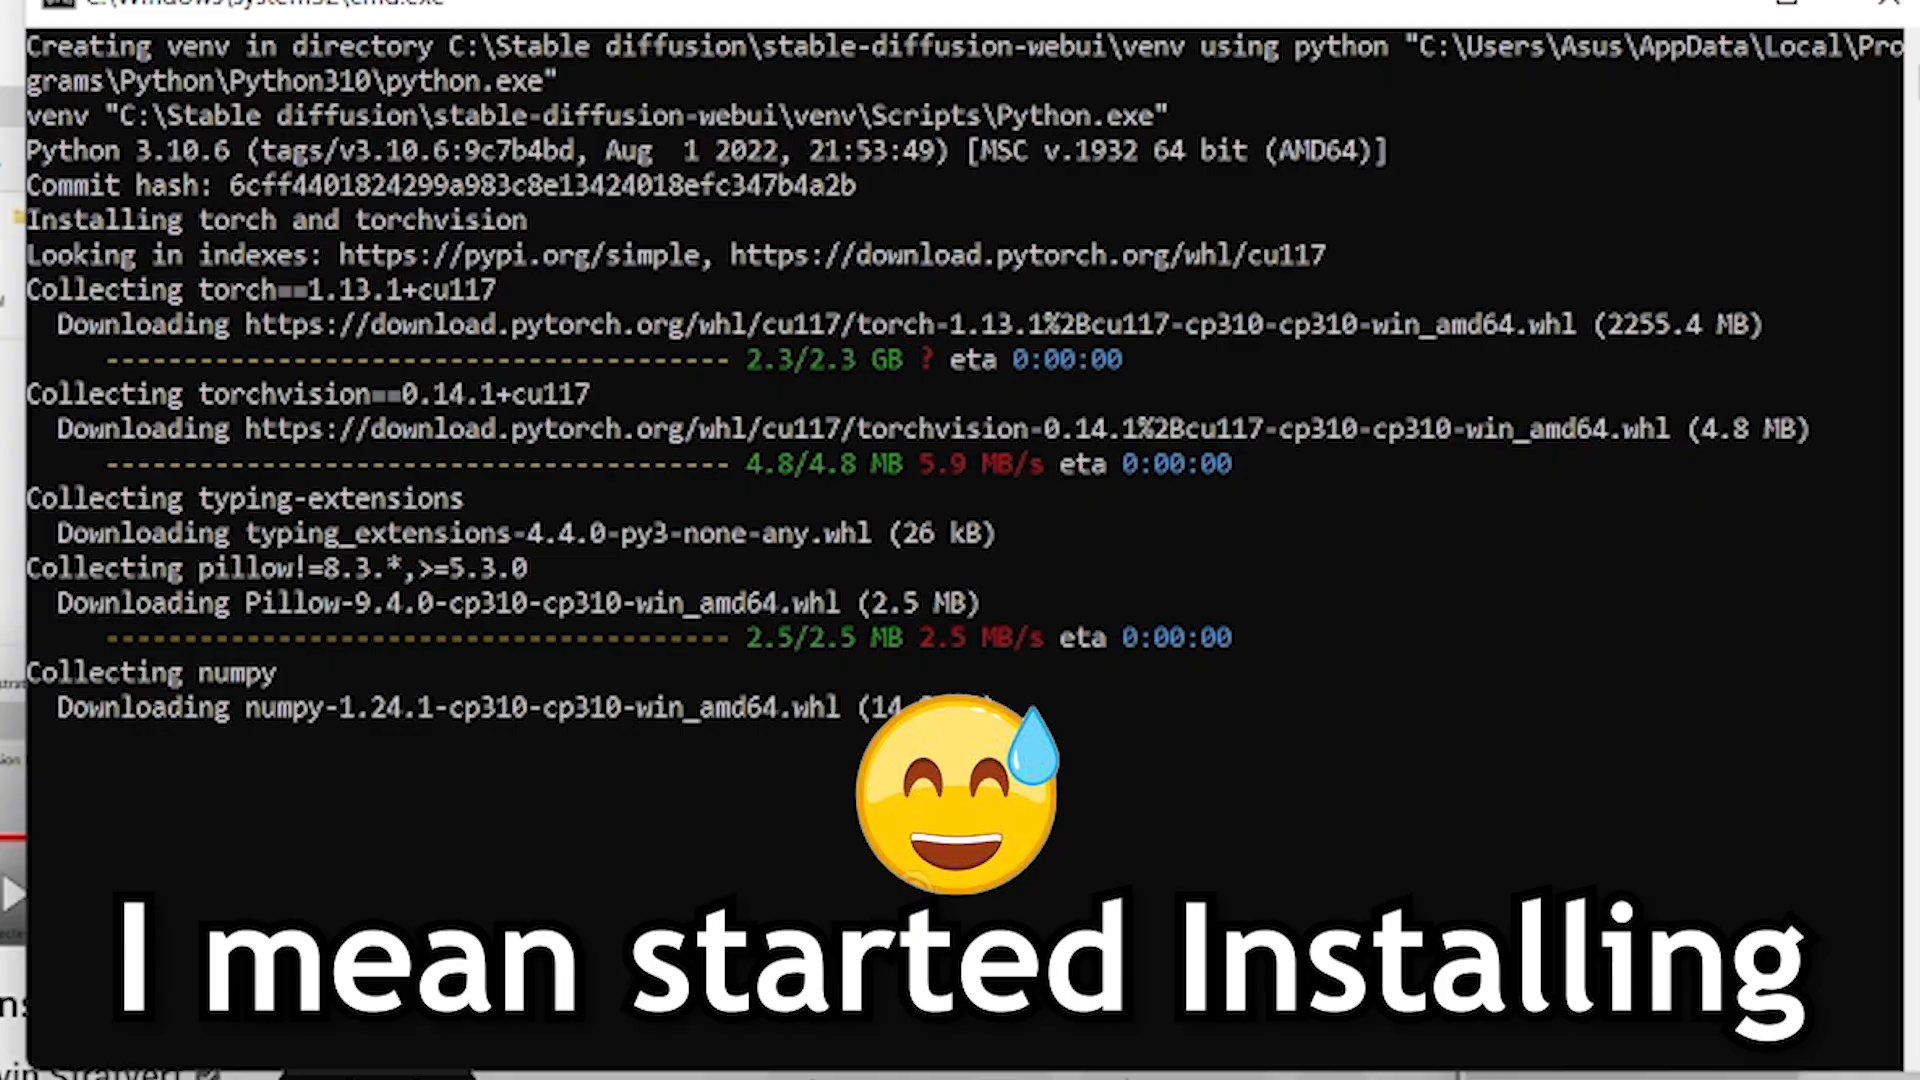 Creating venv in directory C:\Stable diffusion\stable-diffusion-webui\venv using python "C:\Users\Asus\AppData\Local\Pro
grams\Python\Python310\python.exe"
venv "C:\Stable diffusion\stable-diffusion-webui\venv\Scripts\Python.exe"
Python 3.10.6 (tags/v3.10.6:9c7b4bd, Aug  1 2022, 21:53:49) [MSC v.1932 64 bit (AMD64)]
Commit hash: 6cff4401824299a983c8e13424018efc347b4a2b
Installing torch and torchvision
Looking in indexes: https://pypi.org/simple, https://download.pytorch.org/whl/cu117
Collecting torch==1.13.1+cu117
Downloading https://download.pytorch.org/whl/cu117/torch-1.13.1%2Bcu117-cp310-cp310-win_amd64.whl (2255.4 MB)
---------------------------------------- 2.3/2.3 GB ? eta 0:00:00
Collecting torchvision==0.14.1+cu117
Downloading https://download.pytorch.org/whl/cu117/torchvision-0.14.1%2Bcu117-cp310-cp310-win_amd64.whl (4.8 MB)
---------------------------------------- 4.8/4.8 MB 5.9 MB/s eta 0:00:00
Collecting typing-extensions
Downloading typing_extensions-4.4.0-py3-none-any.whl (26 kB)
Collecting pillow!=8.3.*,>=5.3.0
Downloading Pillow-9.4.0-cp310-cp310-win_amd64.whl (2.5 MB)
---------------------------------------- 2.5/2.5 MB 2.5 MB/s eta 0:00:00
Collecting numpy
Downloading numpy-1.24.1-cp310-cp310-win_amd64.whl (14
I mean started Installing